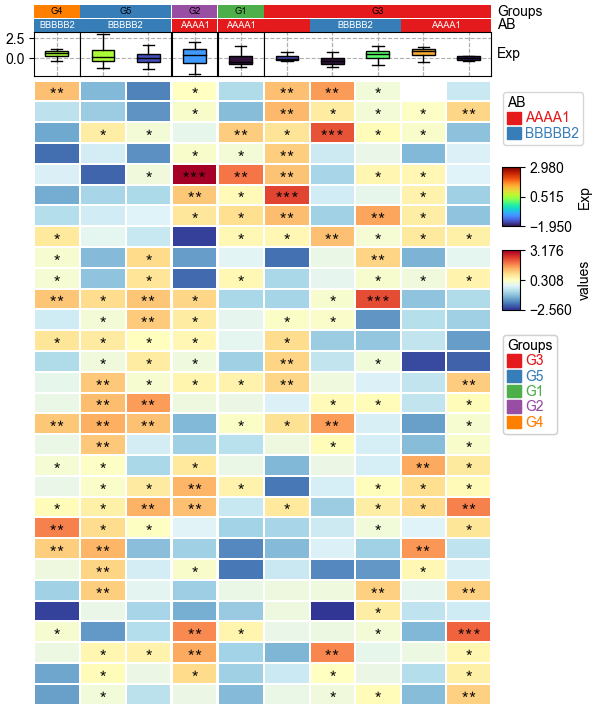 G4 G5 G2 G1 G3 Groups
BBBBB2 BBBBB2 AAAA1 AAAA1 BBBBB2 AAAA1 AB
2.5
0.0
Exp
AB
AAAA1
BBBBB2
2.980
0.515
−1.950
Exp
3.176
0.308
−2.560
values
Groups
G3
G5
G1
G2
G4